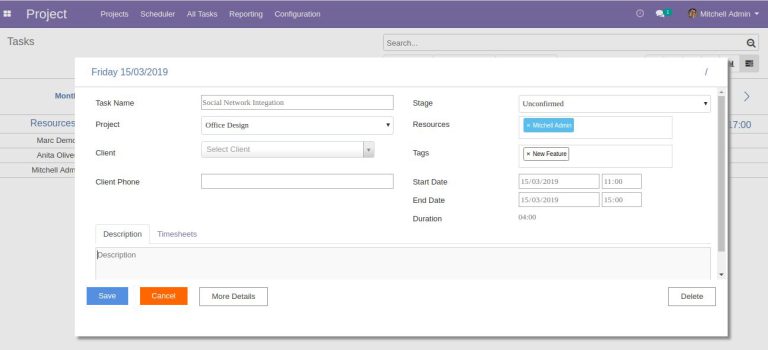 Project Projects Scheduler All Tasks Reporting Configuration 1 Mitchell Admin
Tasks Search...
Friday 15/03/2019 /
Month
Task Name Social Network Integation Stage Unconfirmed
Project Office Design Resources × Mitchell Admin
Resources 17:00
Marc Demo
Client Select Client Tags × New Feature
Anita Olive
Mitchell Adm
Client Phone Start Date 15/03/2019 11:00
End Date 15/03/2019 15:00
Duration 04:00
Description Timesheets
Description
Save Cancel More Details Delete